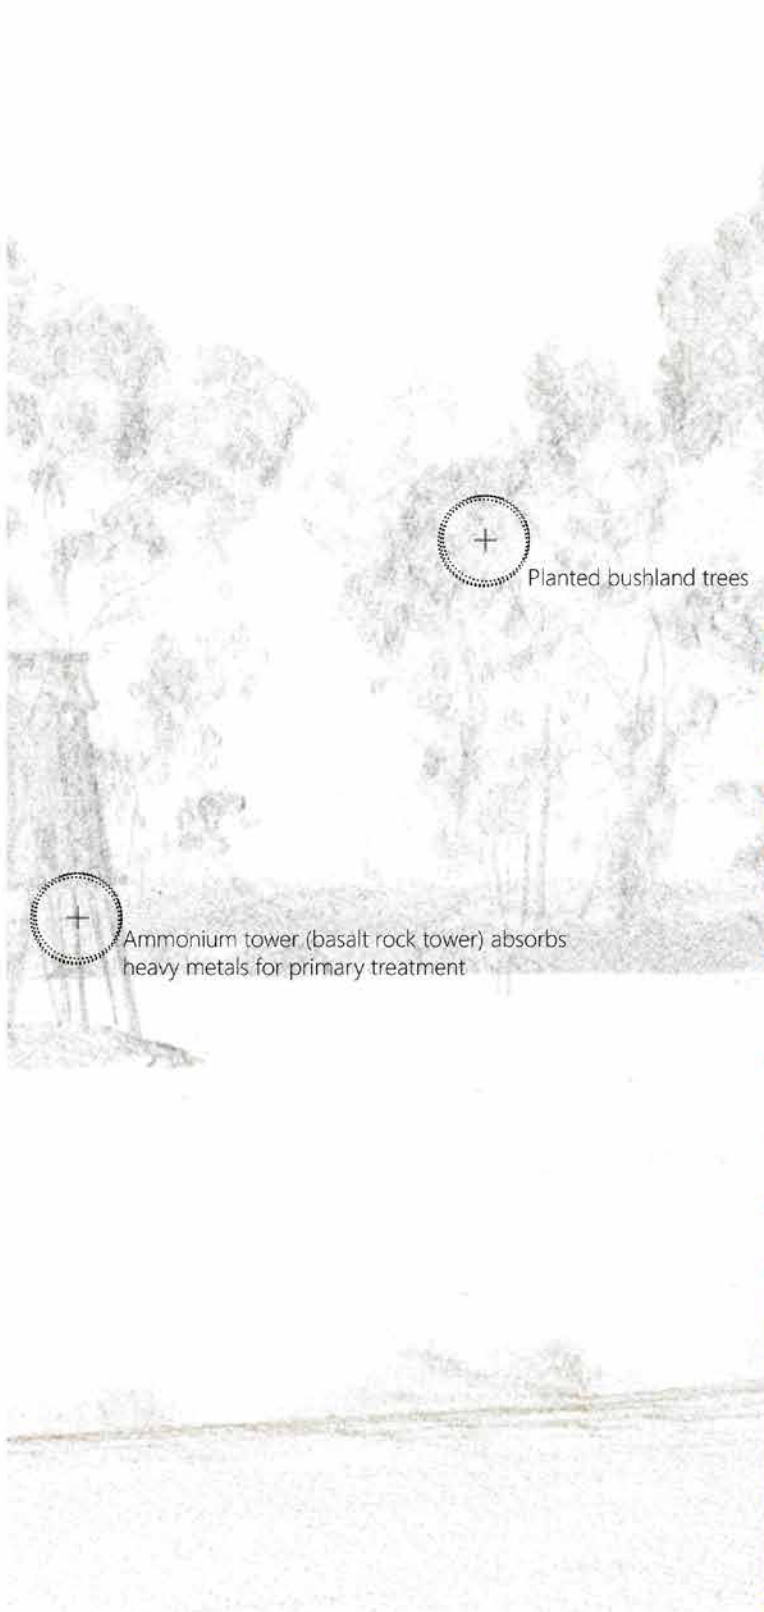 Planted bushland trees
Ammonium tower (basalt rock tower) absorbs
heavy metals for primary treatment